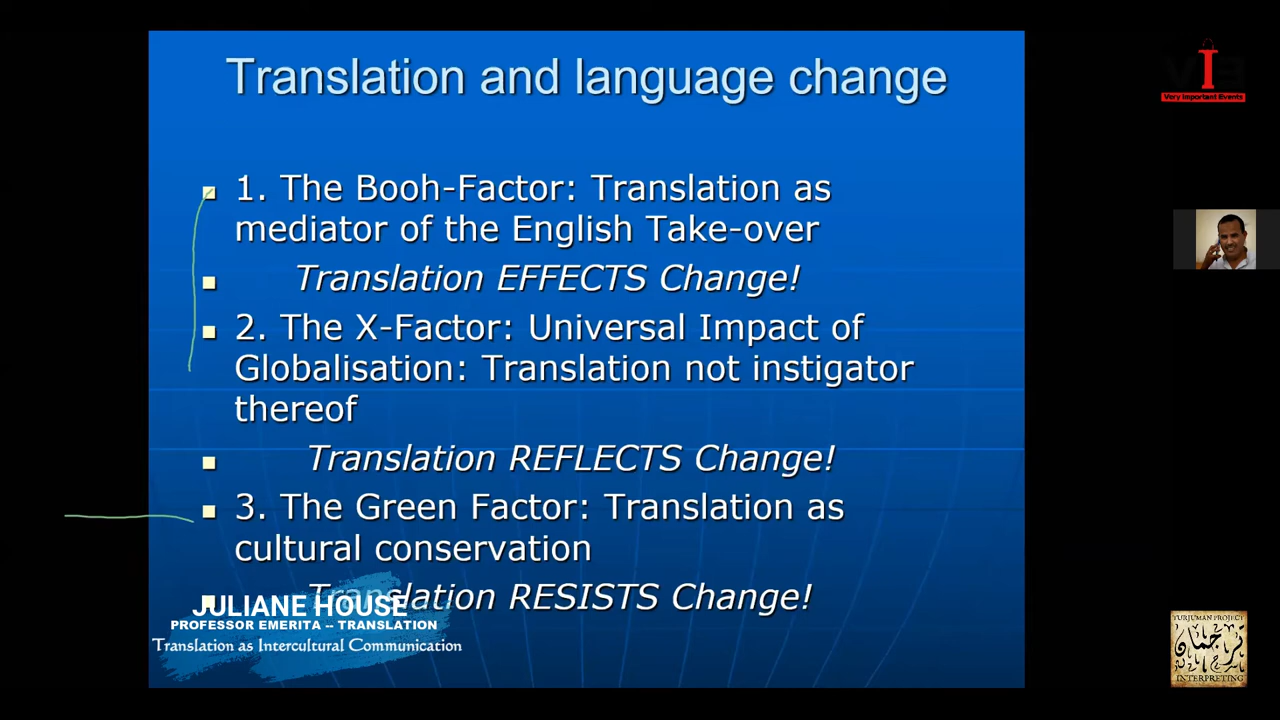 Translation and language change
1. The Booh-Factor: Translation as
mediator of the English Take-over
Translation EFFECTS Change!
2. The X-Factor: Universal Impact of
Globalisation: Translation not instigator
thereof
Translation REFLECTS Change!
3. The Green Factor: Translation as
cultural conservation
Translation RESISTS Change!
JULIANE HOUSE
PROFESSOR EMERITA -- TRANSLATION
Translation as Intercultural Communication
VIE
Very Important Events
TURJUMAN PROJECT
ترجمان
INTERPRETING